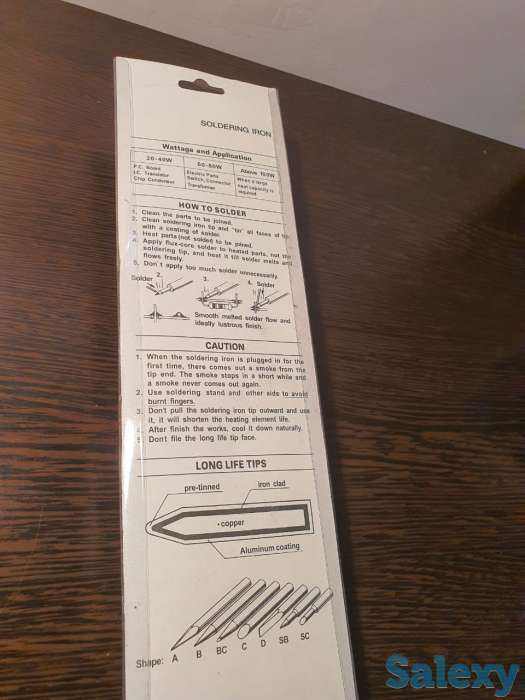 SOLDERING IRON
Wattage and Application
20-40W 60-80W Above 100W
P.C. Board Electric Parts When a large
I.C. Transistor Switch, Connector heat capacity is
Chip Condensor Transformer required
HOW TO SOLDER
1. Clean the parts to be joined.
2. Clean soldering iron tip and "tin" all faces of tip
with a coating of solder.
3. Heat parts (not solder) to be joined.
4. Apply flux-core solder to heated parts, not the
soldering tip, and heat it till solder melts and
flows freely.
5. Don't apply too much solder unnecessarily.
Solder 2. 3. 4. Solder
Smooth melted solder flow and
ideally lustrous finish.
CAUTION
1. When the soldering iron is plugged in for the
first time, there comes out a smoke from the
tip end. The smoke stops in a short while and
a smoke never comes out again.
2. Use soldering stand and other side to avoid
burnt fingers.
3. Don't pull the soldering iron tip outward and use
it, it will shorten the heating element life.
4. After finish the works, cool it down naturally.
5. Dont file the long life tip face.
LONG LIFE TIPS
pre-tinned iron clad
copper
Aluminum coating
Shape: A B BC C D SB SC
Salexy